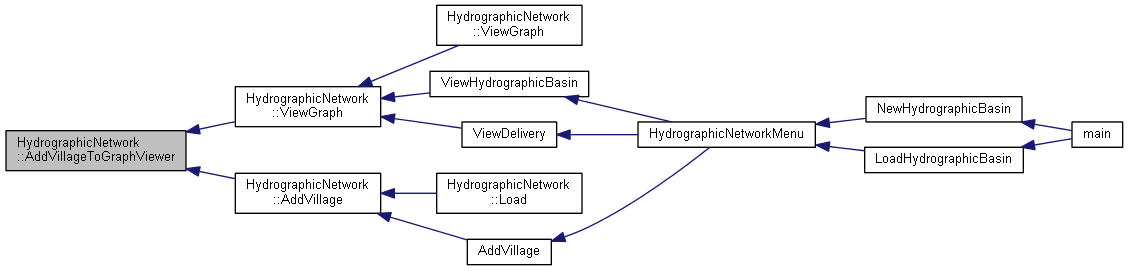 HydrographicNetwork
::AddVillageToGraphViewer
HydrographicNetwork
::ViewGraph
HydrographicNetwork
::AddVillage
HydrographicNetwork
::ViewGraph
ViewHydrographicBasin
ViewDelivery
HydrographicNetwork
::Load
AddVillage
HydrographicNetworkMenu
NewHydrographicBasin
LoadHydrographicBasin
main